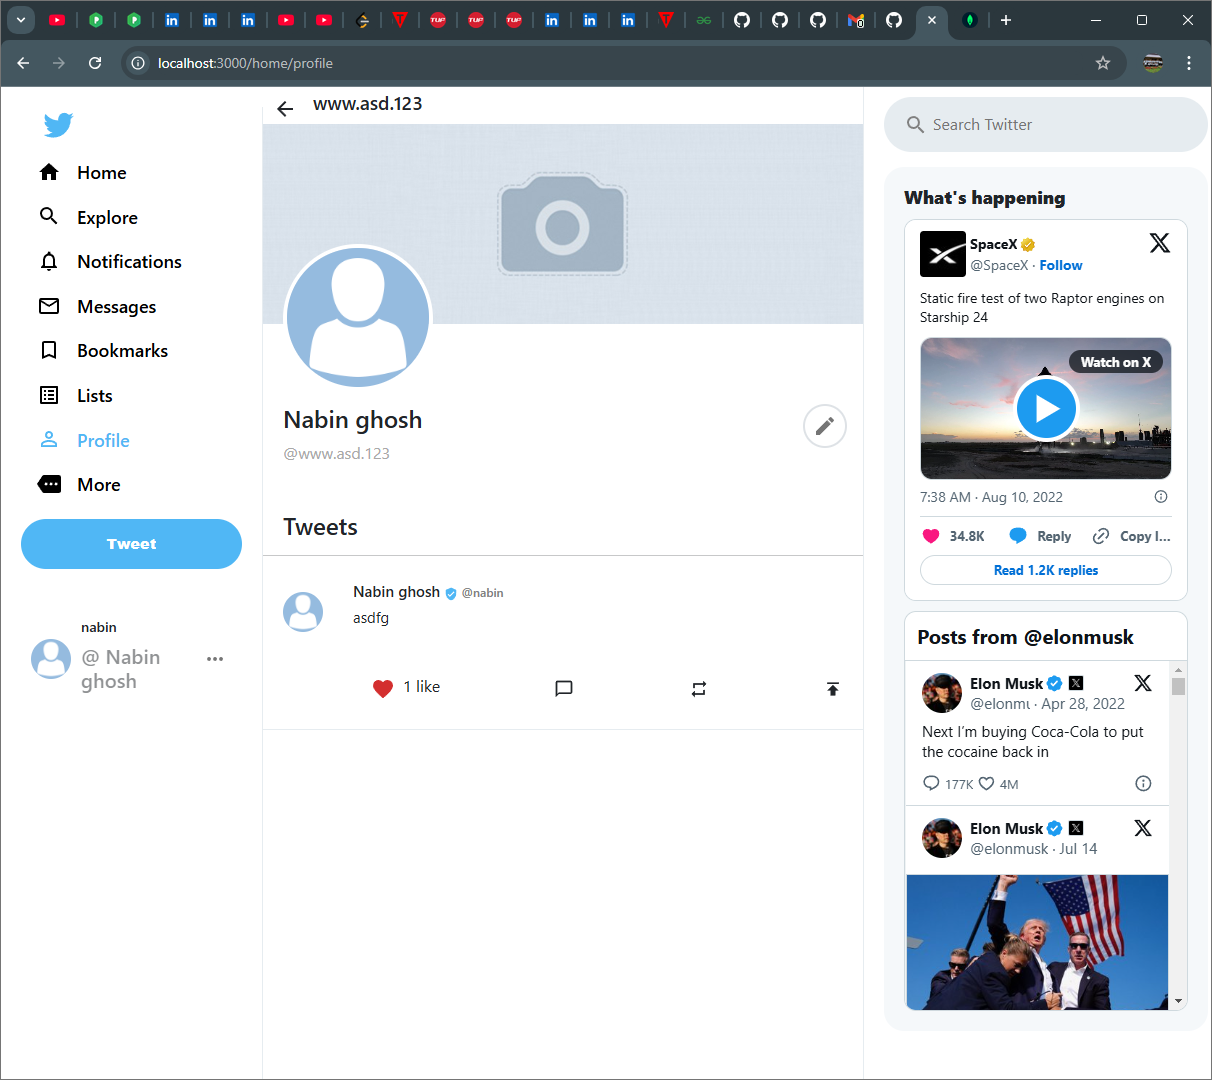 localhost:3000/home/profile
www.asd.123
Home
Explore
Notifications
Messages
Bookmarks
Lists
Profile
More
Tweet
nabin
@ Nabin
ghosh
Nabin ghosh
@www.asd.123
Tweets
Nabin ghosh @nabin
asdfg
1 like
Search Twitter
What's happening
SpaceX
@SpaceX · Follow
Static fire test of two Raptor engines on
Starship 24
Watch on X
7:38 AM · Aug 10, 2022
34.8K Reply Copy l...
Read 1.2K replies
Posts from @elonmusk
Elon Musk
@elonmu · Apr 28, 2022
Next I’m buying Coca-Cola to put
the cocaine back in
177K 4M
Elon Musk
@elonmusk · Jul 14